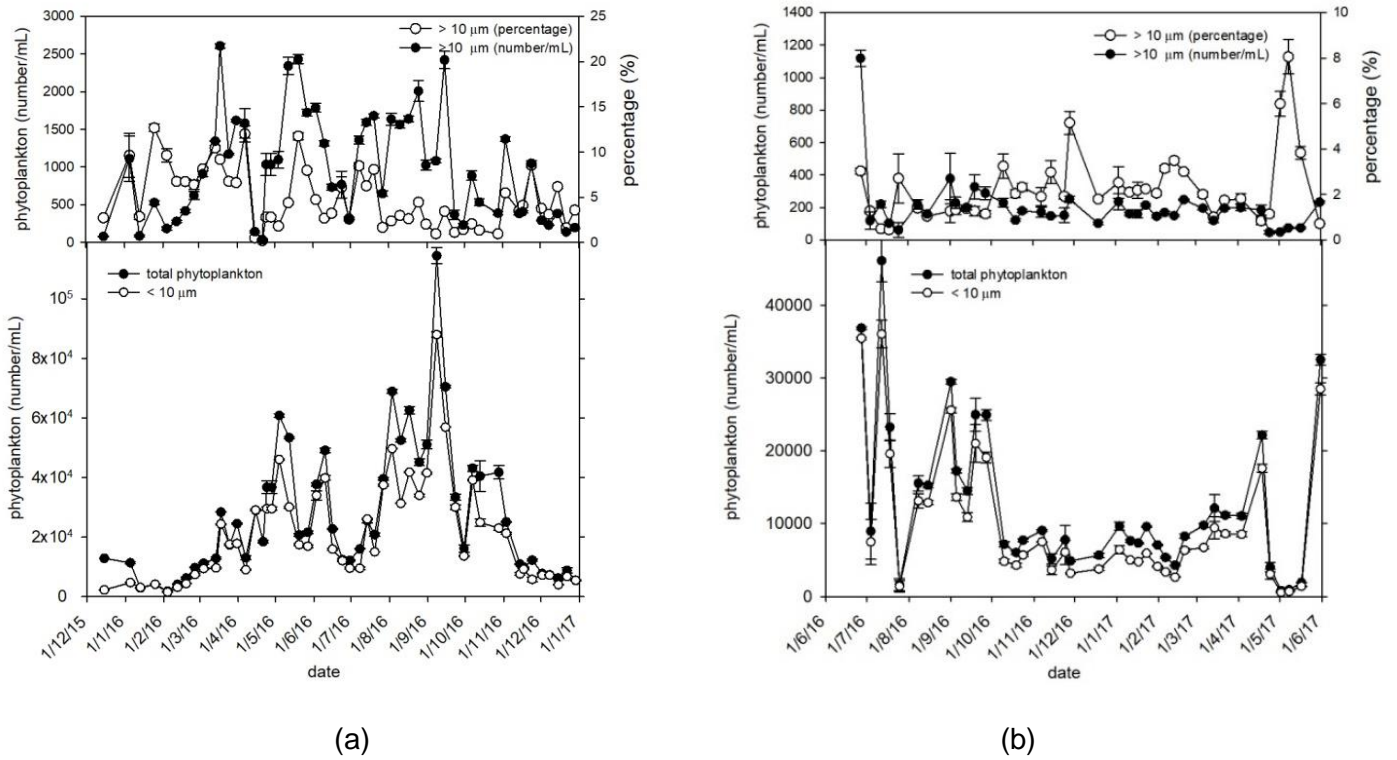 > 10 μm (percentage)
>10 μm (number/mL)
3000
2500
2000
1500
1000
500
0
25
20
15
10
5
0
phytoplankton (number/mL)
percentage (%)
total phytoplankton
< 10 μm
10⁵
8x10⁴
6x10⁴
4x10⁴
2x10⁴
0
phytoplankton (number/mL)
1/12/15
1/1/16
1/2/16
1/3/16
1/4/16
1/5/16
1/6/16
1/7/16
1/8/16
1/9/16
1/10/16
1/11/16
1/12/16
1/1/17
date
(a)
> 10 μm (percentage)
>10 μm (number/mL)
1400
1200
1000
800
600
400
200
0
10
8
6
4
2
0
phytoplankton (number/mL)
percentage (%)
total phytoplankton
< 10 μm
40000
30000
20000
10000
0
phytoplankton (number/mL)
1/6/16
1/7/16
1/8/16
1/9/16
1/10/16
1/11/16
1/12/16
1/1/17
1/2/17
1/3/17
1/4/17
1/5/17
1/6/17
date
(b)